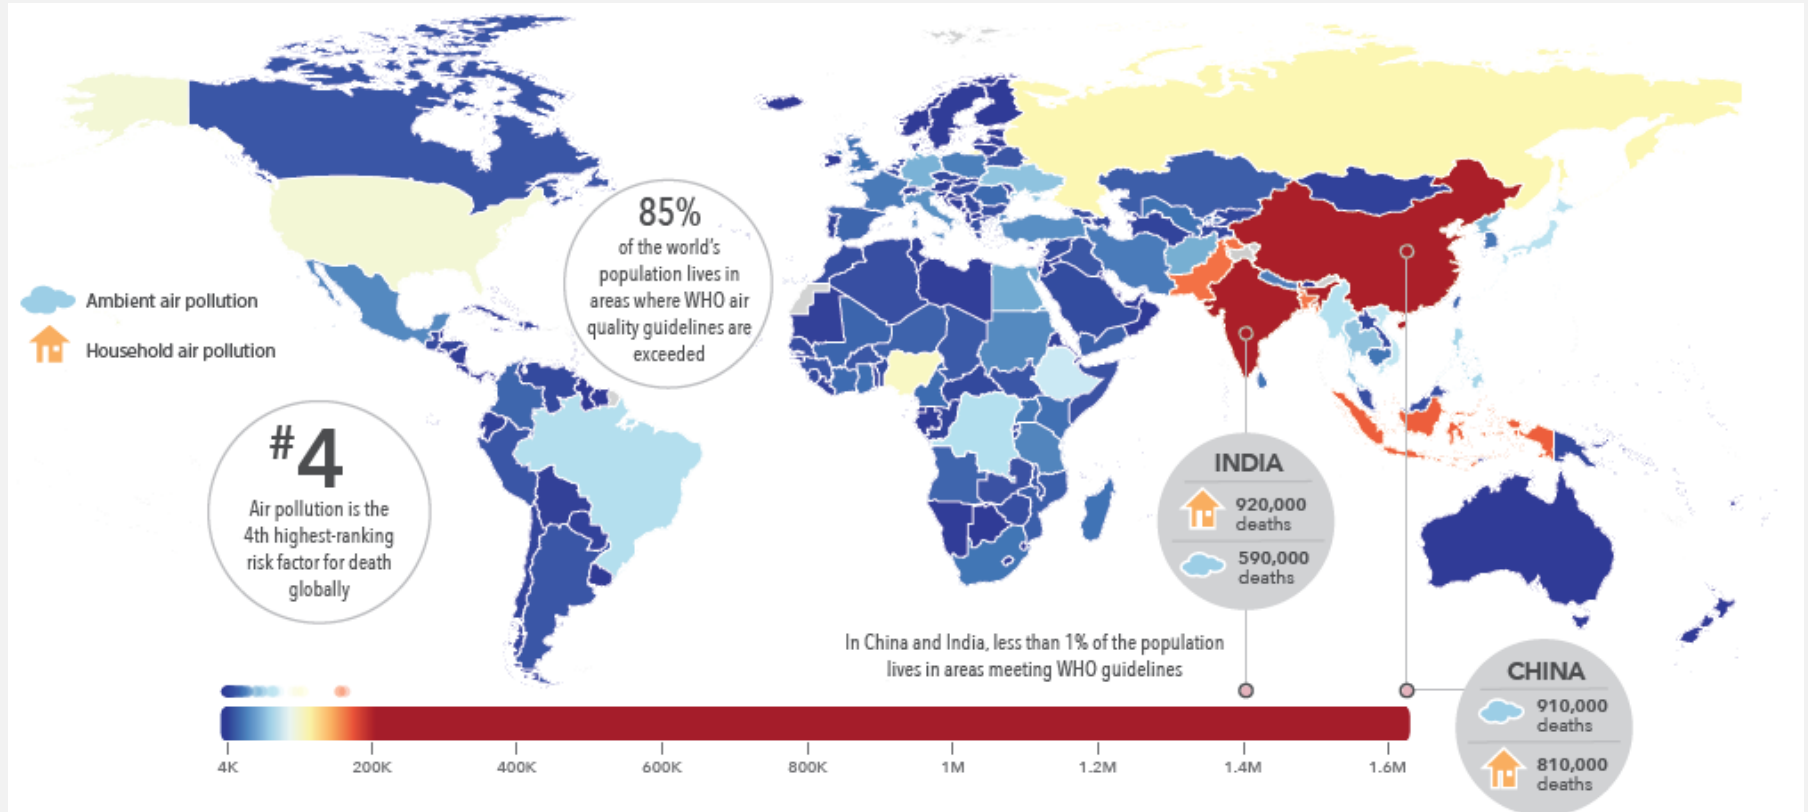 85%
of the world's
population lives in
areas where WHO air
quality guidelines are
exceeded
Ambient air pollution
Household air pollution
#4
Air pollution is the
4th highest-ranking
risk factor for death
globally
INDIA
920,000
deaths
590,000
deaths
In China and India, less than 1% of the population
lives in areas meeting WHO guidelines
CHINA
910,000
deaths
810,000
deaths
4K 200K 400K 600K 800K 1M 1.2M 1.4M 1.6M